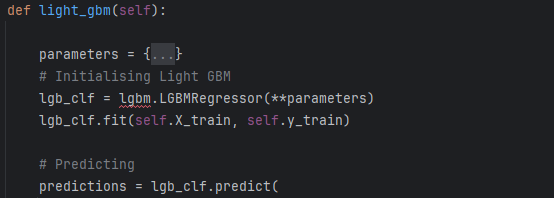 def light_gbm(self):
parameters = {...}
# Initialising Light GBM
lgb_clf = lgbm.LGBMRegressor(**parameters)
lgb_clf.fit(self.X_train, self.y_train)
# Predicting
predictions = lgb_clf.predict(